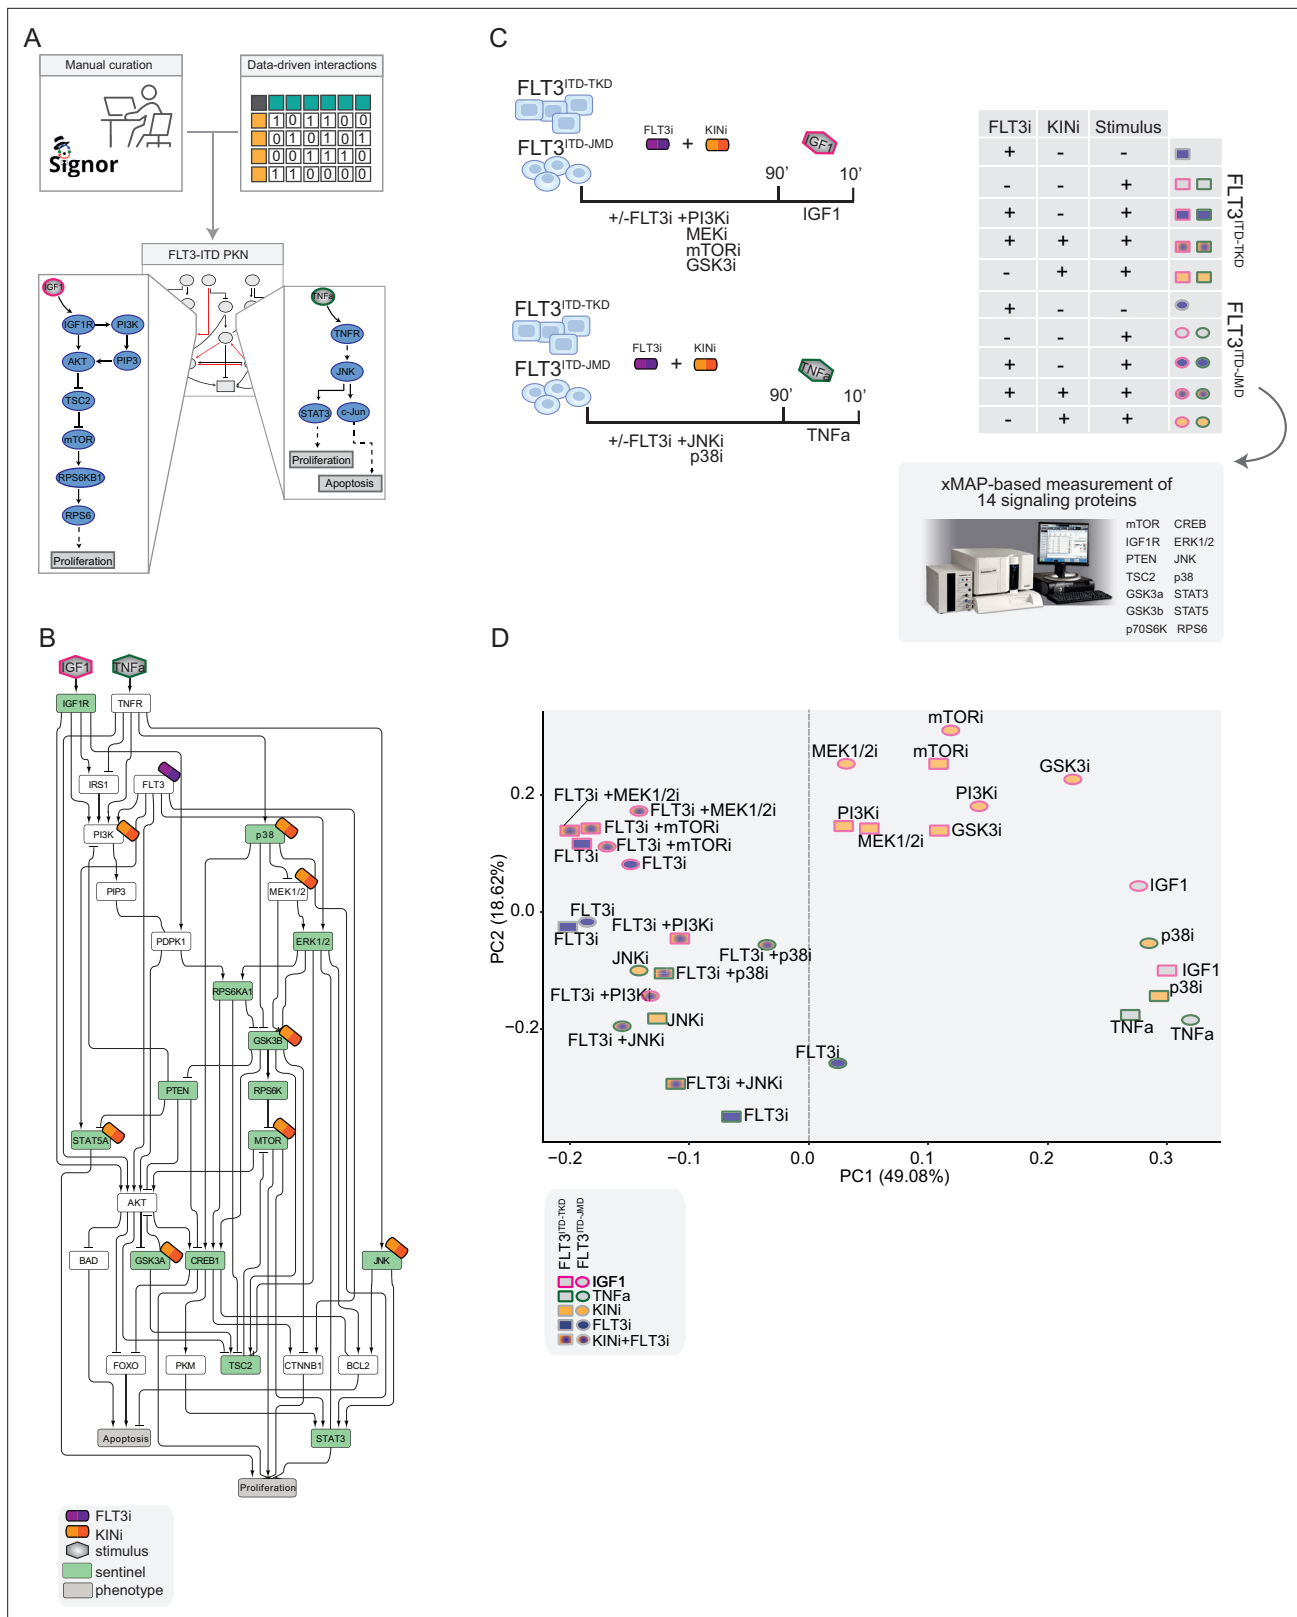 A
Manual curation
Signor
Data-driven interactions
1 0 1 1 0 0
0 1 0 1 0 1
0 0 1 1 1 0
1 1 0 0 0 0
FLT3-ITD PKN
IGF1
IGF1R
PI3K
AKT
PIP3
TSC2
mTOR
RPS6KB1
RPS6
Proliferation
TNFa
TNFR
JNK
STAT3
c-Jun
Proliferation
Apoptosis
B
IGF1
TNFa
IGF1R
TNFR
IRS1
FLT3
PI3K
p38
PIP3
MEK1/2
PDPK1
ERK1/2
RPS6KA1
GSK3B
PTEN
RPS6K
STAT5A
MTOR
AKT
BAD
GSK3A
CREB1
JNK
FOXO
PKM
TSC2
CTNNB1
BCL2
Apoptosis
STAT3
Proliferation
FLT3i
KINi
stimulus
sentinel
phenotype
C
FLT3ITD-TKD
FLT3ITD-JMD
FLT3i
+
KINi
IGF1
90’
10’
+/-FLT3i +PI3Ki
MEKi
mTORi
GSK3i
IGF1
FLT3ITD-TKD
FLT3ITD-JMD
FLT3i
+
KINi
TNFa
90’
10’
+/-FLT3i +JNKi
p38i
TNFa
FLT3i KINi Stimulus
+ - -
- - +
+ - +
+ + +
- + +
+ - -
- - +
+ - +
+ + +
- + +
FLT3ITD-TKD
FLT3ITD-JMD
xMAP-based measurement of
14 signaling proteins
mTOR CREB
IGF1R ERK1/2
PTEN JNK
TSC2 p38
GSK3a STAT3
GSK3b STAT5
p70S6K RPS6
D
mTORi
MEK1/2i
mTORi
GSK3i
PI3Ki
PI3Ki
MEK1/2i
GSK3i
FLT3i +MEK1/2i
FLT3i +MEK1/2i
FLT3i +mTORi
FLT3i +mTORi
FLT3i
FLT3i
IGF1
FLT3i
FLT3i
FLT3i +PI3Ki
FLT3i +p38i
p38i
JNKi
FLT3i +p38i
IGF1
FLT3i +PI3Ki
p38i
JNKi
TNFa
TNFa
FLT3i +JNKi
FLT3i
FLT3i +JNKi
FLT3i
0.2
0.0
−0.2
PC2 (18.62%)
−0.2 −0.1 0.0 0.1 0.2 0.3
PC1 (49.08%)
FLT3ITD-TKD
FLT3ITD-JMD
IGF1
TNFa
KINi
FLT3i
KINi+FLT3i